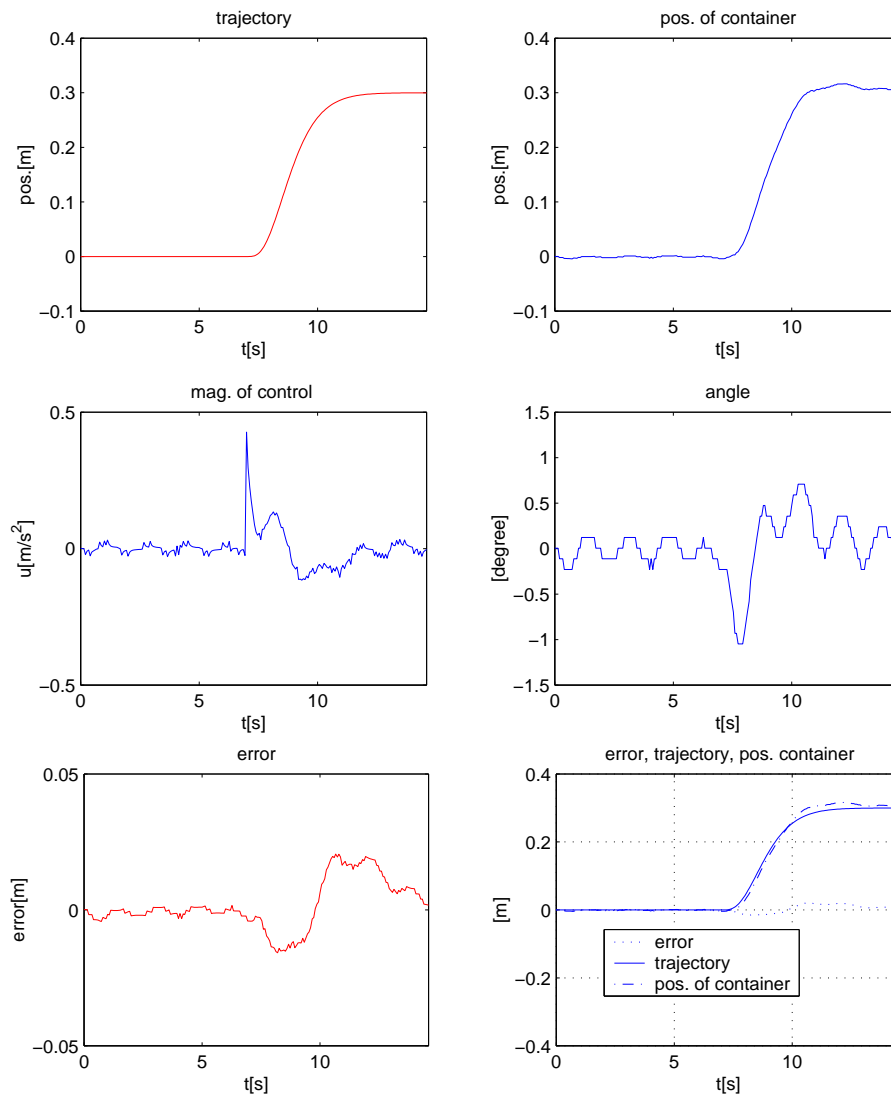 trajectory
0.4
0.3
0.2
0.1
0
−0.1
pos.[m]
0
5
10
t[s]
pos. of container
0.4
0.3
0.2
0.1
0
−0.1
pos.[m]
0
5
10
t[s]
mag. of control
0.5
0
−0.5
u[m/s²]
0
5
10
t[s]
angle
1.5
1
0.5
0
−0.5
−1
−1.5
[degree]
0
5
10
t[s]
error
0.05
0
−0.05
error[m]
0
5
10
t[s]
error, trajectory, pos. container
0.4
0.2
0
−0.2
−0.4
[m]
error
trajectory
pos. of container
0
5
10
t[s]